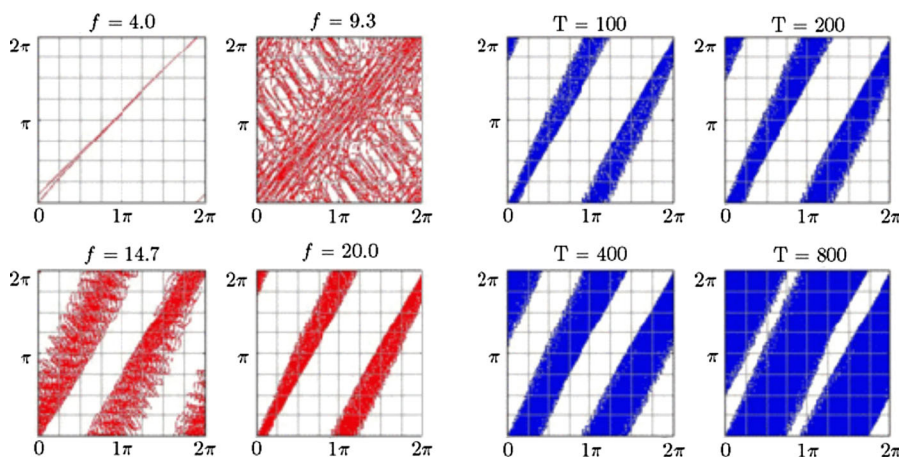 f = 4.0
f = 9.3
T = 100
T = 200
2π
π
0
1π
2π
2π
π
0
1π
2π
2π
π
0
1π
2π
2π
π
0
1π
2π
f = 14.7
f = 20.0
T = 400
T = 800
2π
π
0
1π
2π
2π
π
0
1π
2π
2π
π
0
1π
2π
2π
π
0
1π
2π